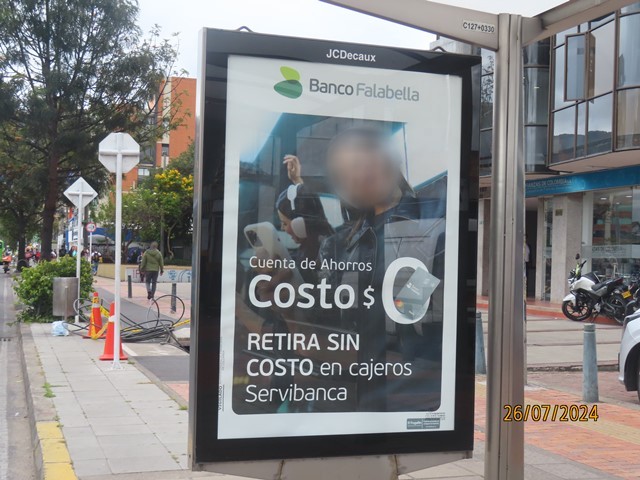 C127+0330
JCDecaux
Banco Falabella
Cuenta de Ahorros
Costo $0
RETIRA SIN
COSTO en cajeros
Servibanca
26/07/2024